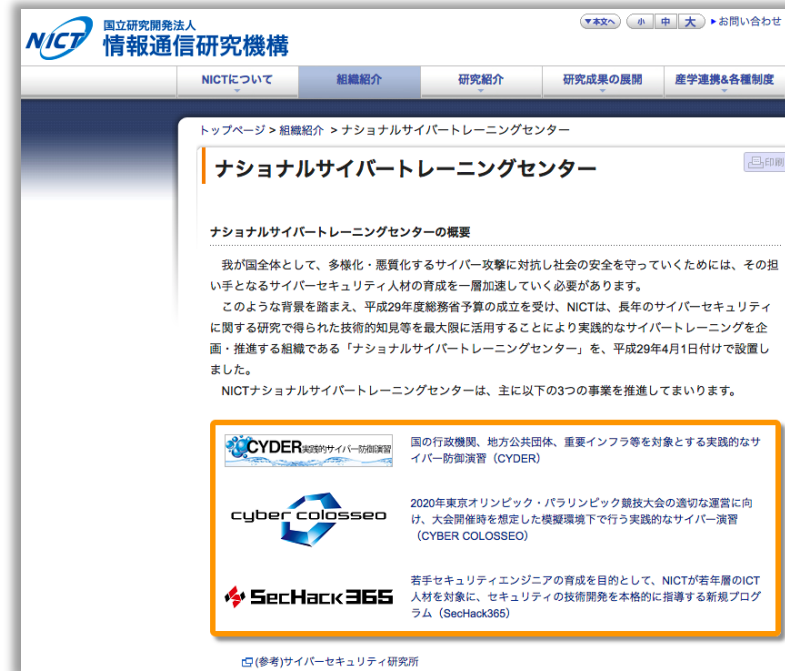 NICT
国立研究開発法人
情報通信研究機構
▼本文へ 小 中 大 ▶お問い合わせ
NICTについて 組織紹介 研究紹介 研究成果の展開 産学連携&各種制度
トップページ > 組織紹介 > ナショナルサイバートレーニングセンター
ナショナルサイバートレーニングセンター
印刷
ナショナルサイバートレーニングセンターの概要
我が国全体として、多様化・悪質化するサイバー攻撃に対抗し社会の安全を守っていくためには、その担
い手となるサイバーセキュリティ人材の育成を一層加速していく必要があります。
このような背景を踏まえ、平成29年度総務省予算の成立を受け、NICTは、長年のサイバーセキュリティ
に関する研究で得られた技術的知見等を最大限に活用することにより実践的なサイバートレーニングを企
画・推進する組織である「ナショナルサイバートレーニングセンター」を、平成29年4月1日付けで設置し
ました。
NICTナショナルサイバートレーニングセンターは、主に以下の3つの事業を推進してまいります。
CYDER 実践的サイバー防御演習
国の行政機関、地方公共団体、重要インフラ等を対象とする実践的なサ
イバー防御演習（CYDER）
cyber colosseo
2020年東京オリンピック・パラリンピック競技大会の適切な運営に向
け、大会開催時を想定した模擬環境下で行う実践的なサイバー演習
（CYBER COLOSSEO）
SecHack365
若手セキュリティエンジニアの育成を目的として、NICTが若年層のICT
人材を対象に、セキュリティの技術開発を本格的に指導する新規プログ
ラム（SecHack365）
(参考)サイバーセキュリティ研究所